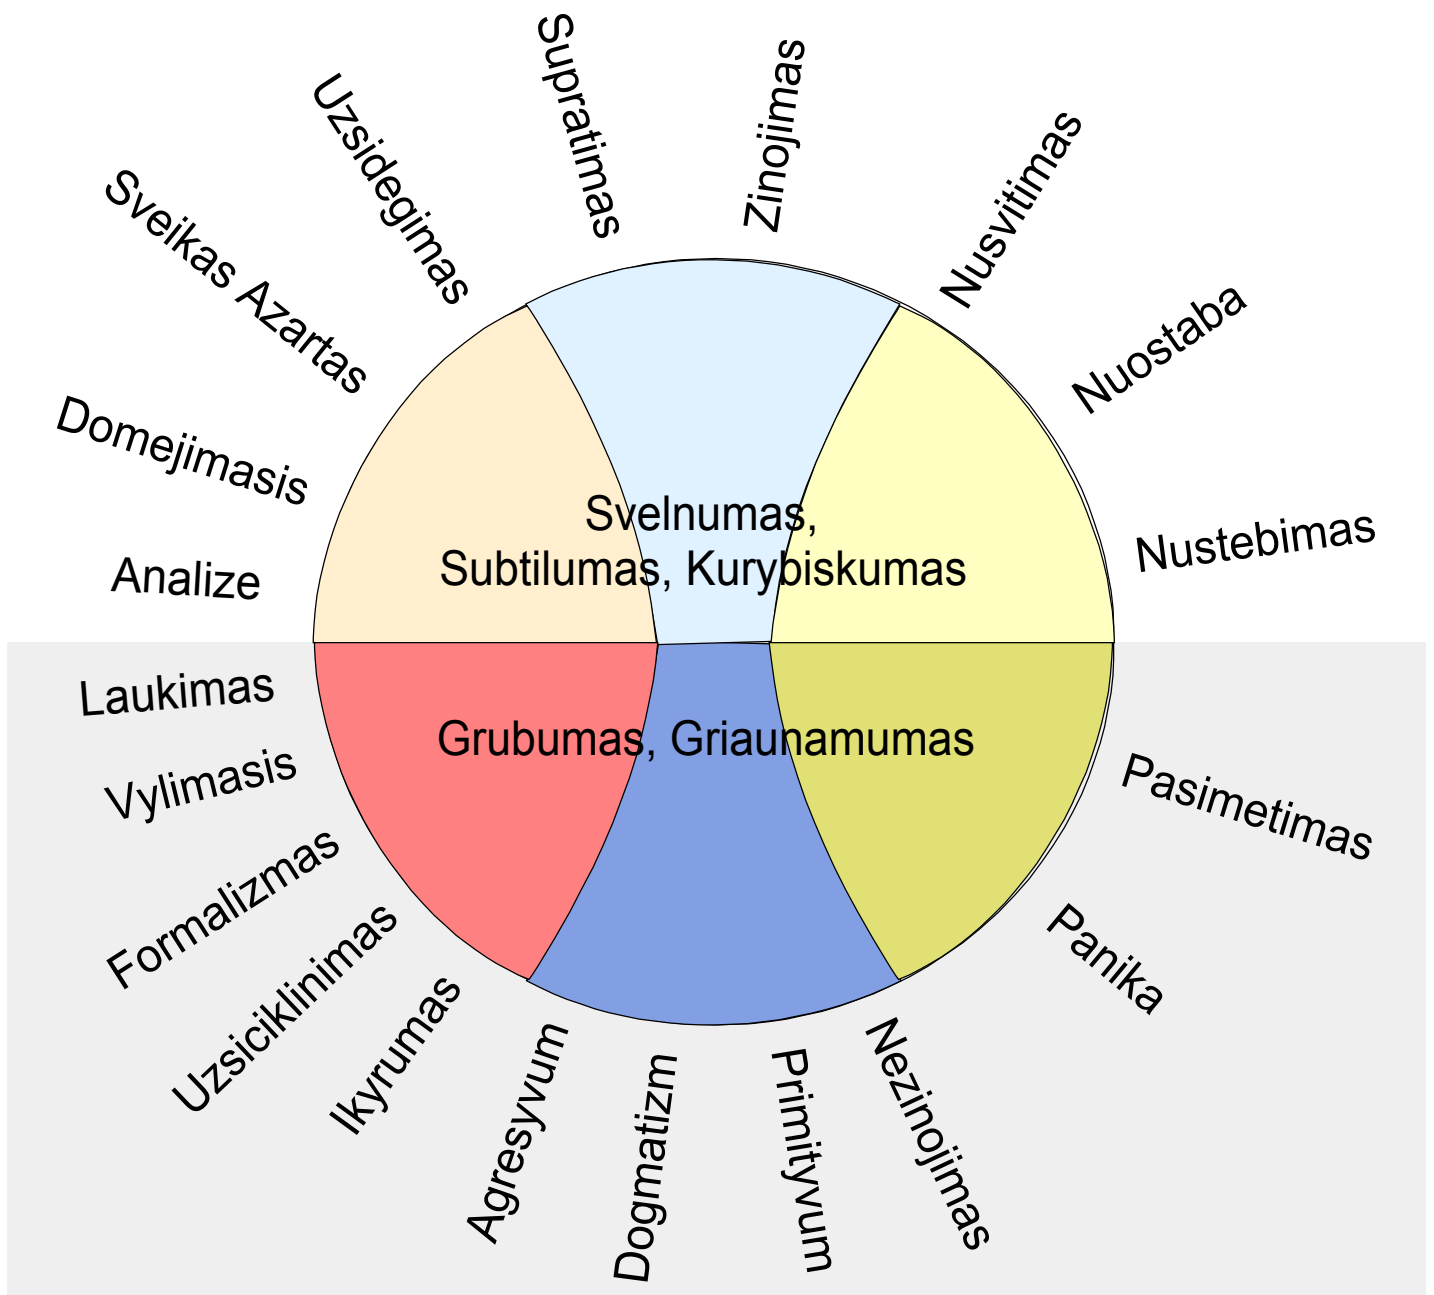 Supratimas
Zinojimas
Uzsidegimas
Nusvitimas
Sveikas Azartas
Nuostaba
Domejimasis
Nustebimas
Analize
Svelnumas,
Subtilumas, Kurybiskumas
Laukimas
Grubumas, Griaunamumas
Vylimasis
Pasimetimas
Formalizmas
Panika
Uzsiciklinimas
Ikyrumas
Agresyvum
Dogmatizm
Primityvum
Nezinojimas